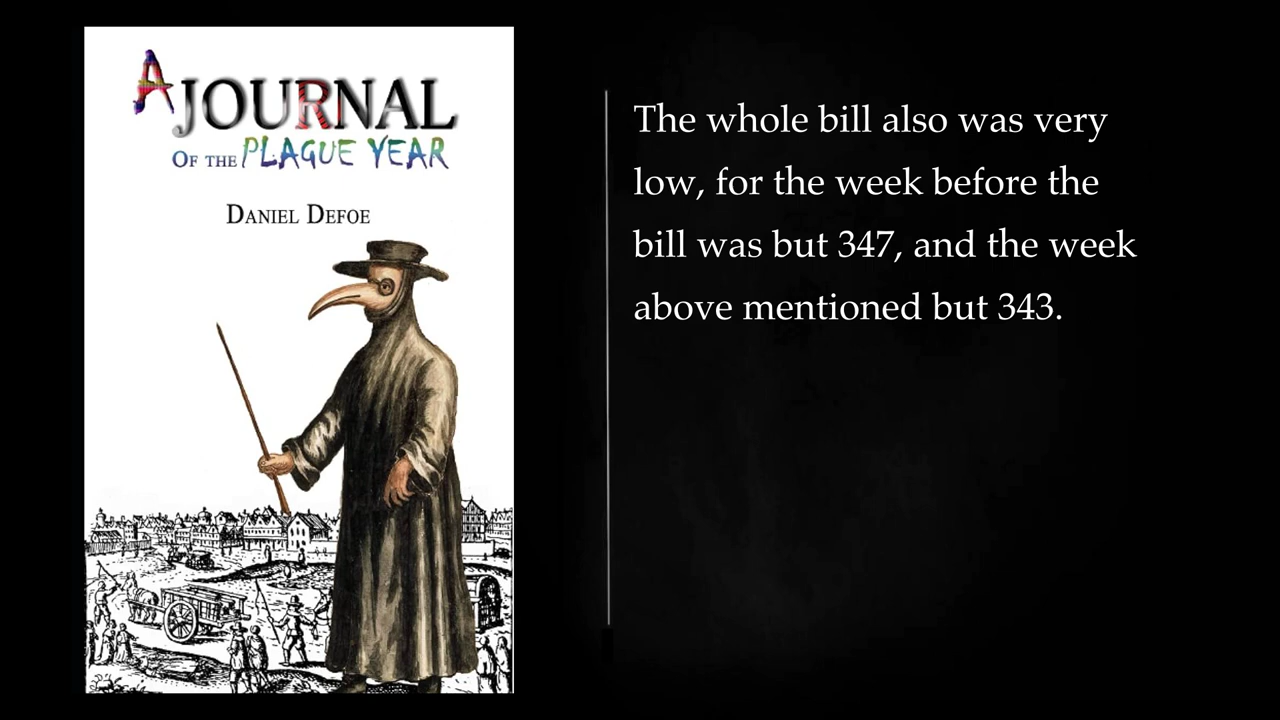 A JOURNAL
OF THE PLAGUE YEAR
DANIEL DEFOE
The whole bill also was very
low, for the week before the
bill was but 347, and the week
above mentioned but 343.